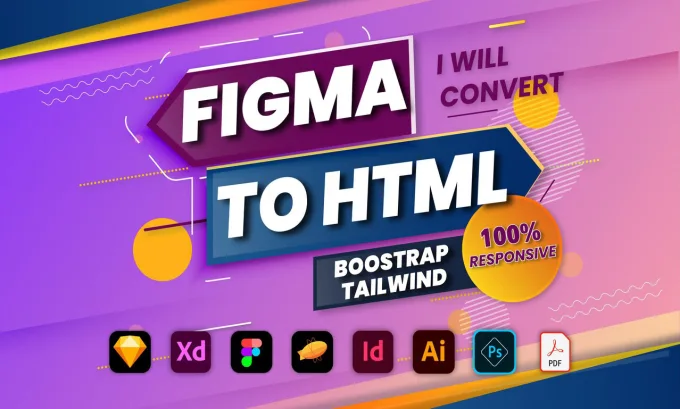 I WILL
CONVERT
FIGMA
TO HTML
BOOSTRAP
TAILWIND
100%
RESPONSIVE
Xd
Id
Ai
Ps
PDF